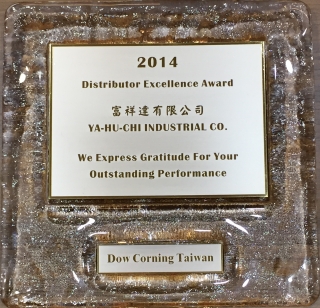 2014
Distributor Excellence Award
富祥達有限公司
YA-HU-CHI INDUSTRIAL CO.
We Express Gratitude For Your
Outstanding Performance
Dow Corning Taiwan